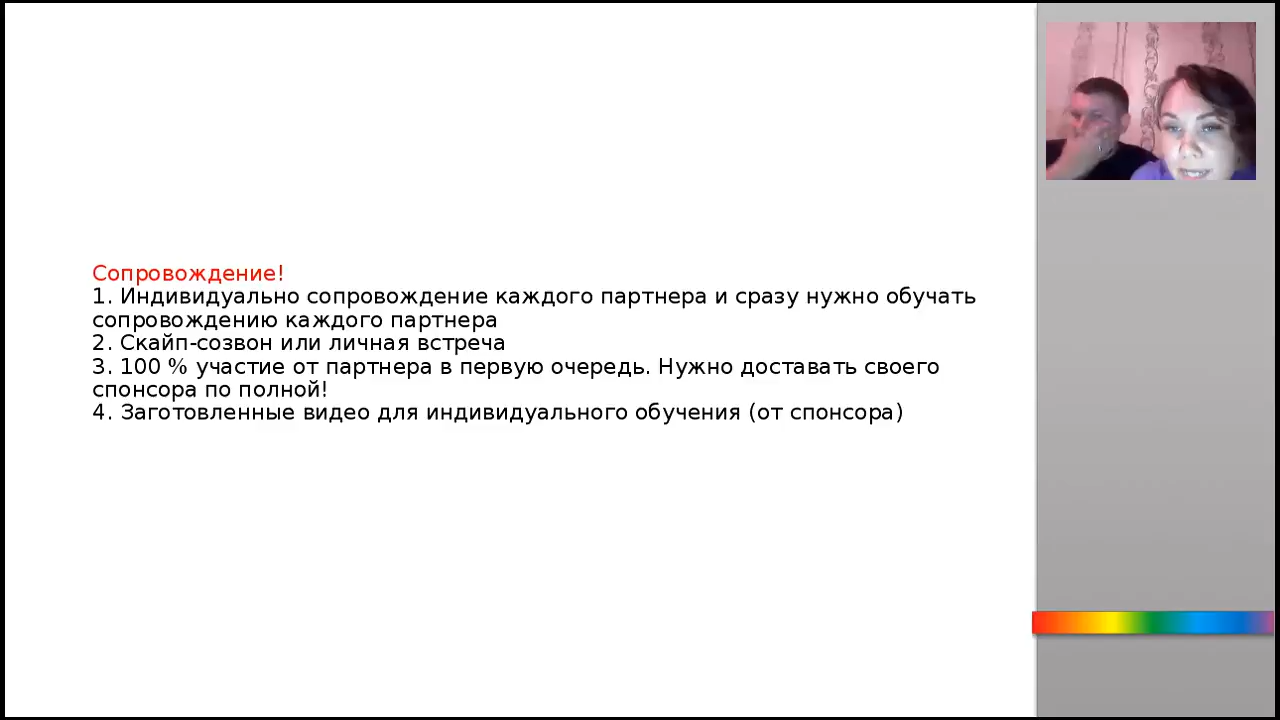 Сопровождение!
1. Индивидуально сопровождение каждого партнера и сразу нужно обучать
сопровождению каждого партнера
2. Скайп-созвон или личная встреча
3. 100 % участие от партнера в первую очередь. Нужно доставать своего
спонсора по полной!
4. Заготовленные видео для индивидуального обучения (от спонсора)